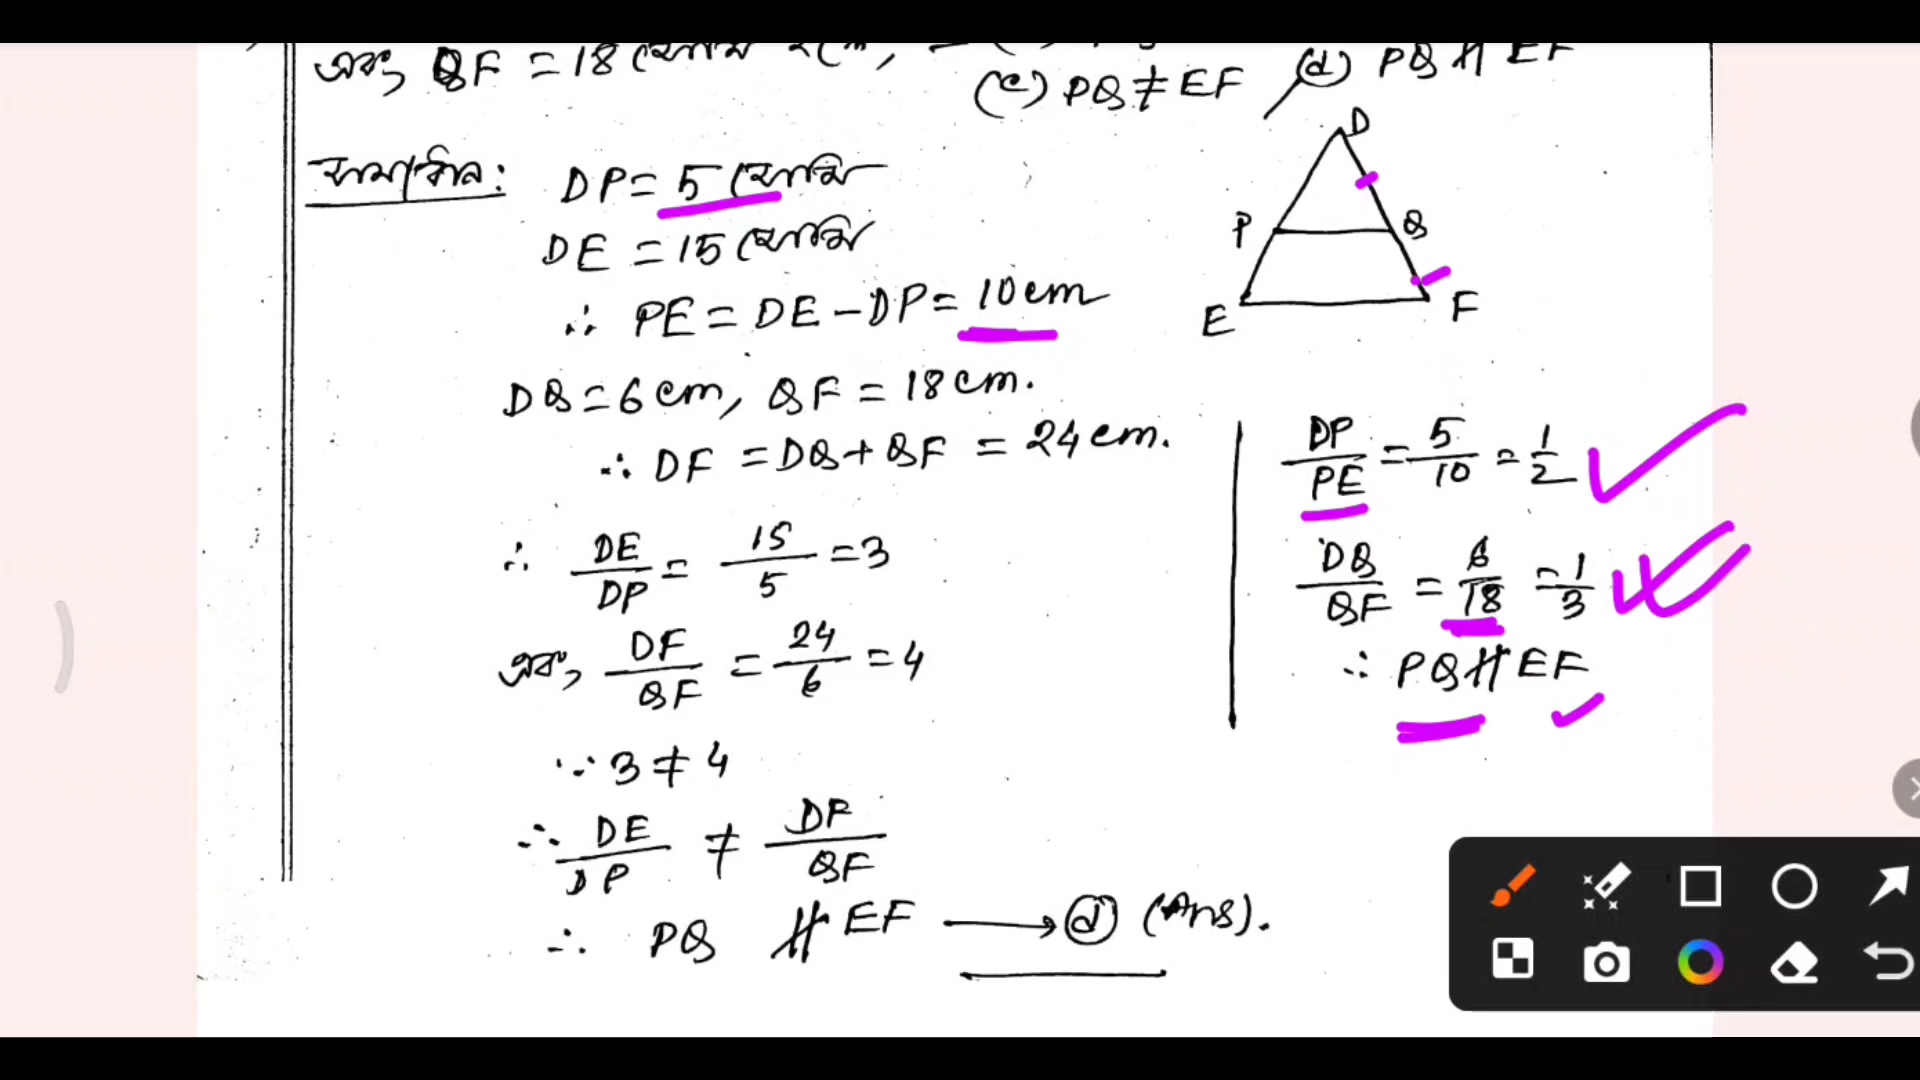 এবং, QF = 18 সেমি
(c) PQ ≠ EF (d) PQ ∦ EF
সমাধান: DP = 5 সেমি
DE = 15 সেমি
∴ PE = DE - DP = 10cm
DQ = 6cm, QF = 18cm.
∴ DF = DQ + QF = 24cm.
∴ DE/DP = 15/5 = 3
এবং, DF/QF = 24/6 = 4
∵ 3 ≠ 4
∴ DE/DP ≠ DF/QF
∴ PQ ∦ EF → (d) (Ans).
D
P Q
E F
DP/PE = 5/10 = 1/2
DQ/QF = 6/18 = 1/3
∴ PQ ∦ EF